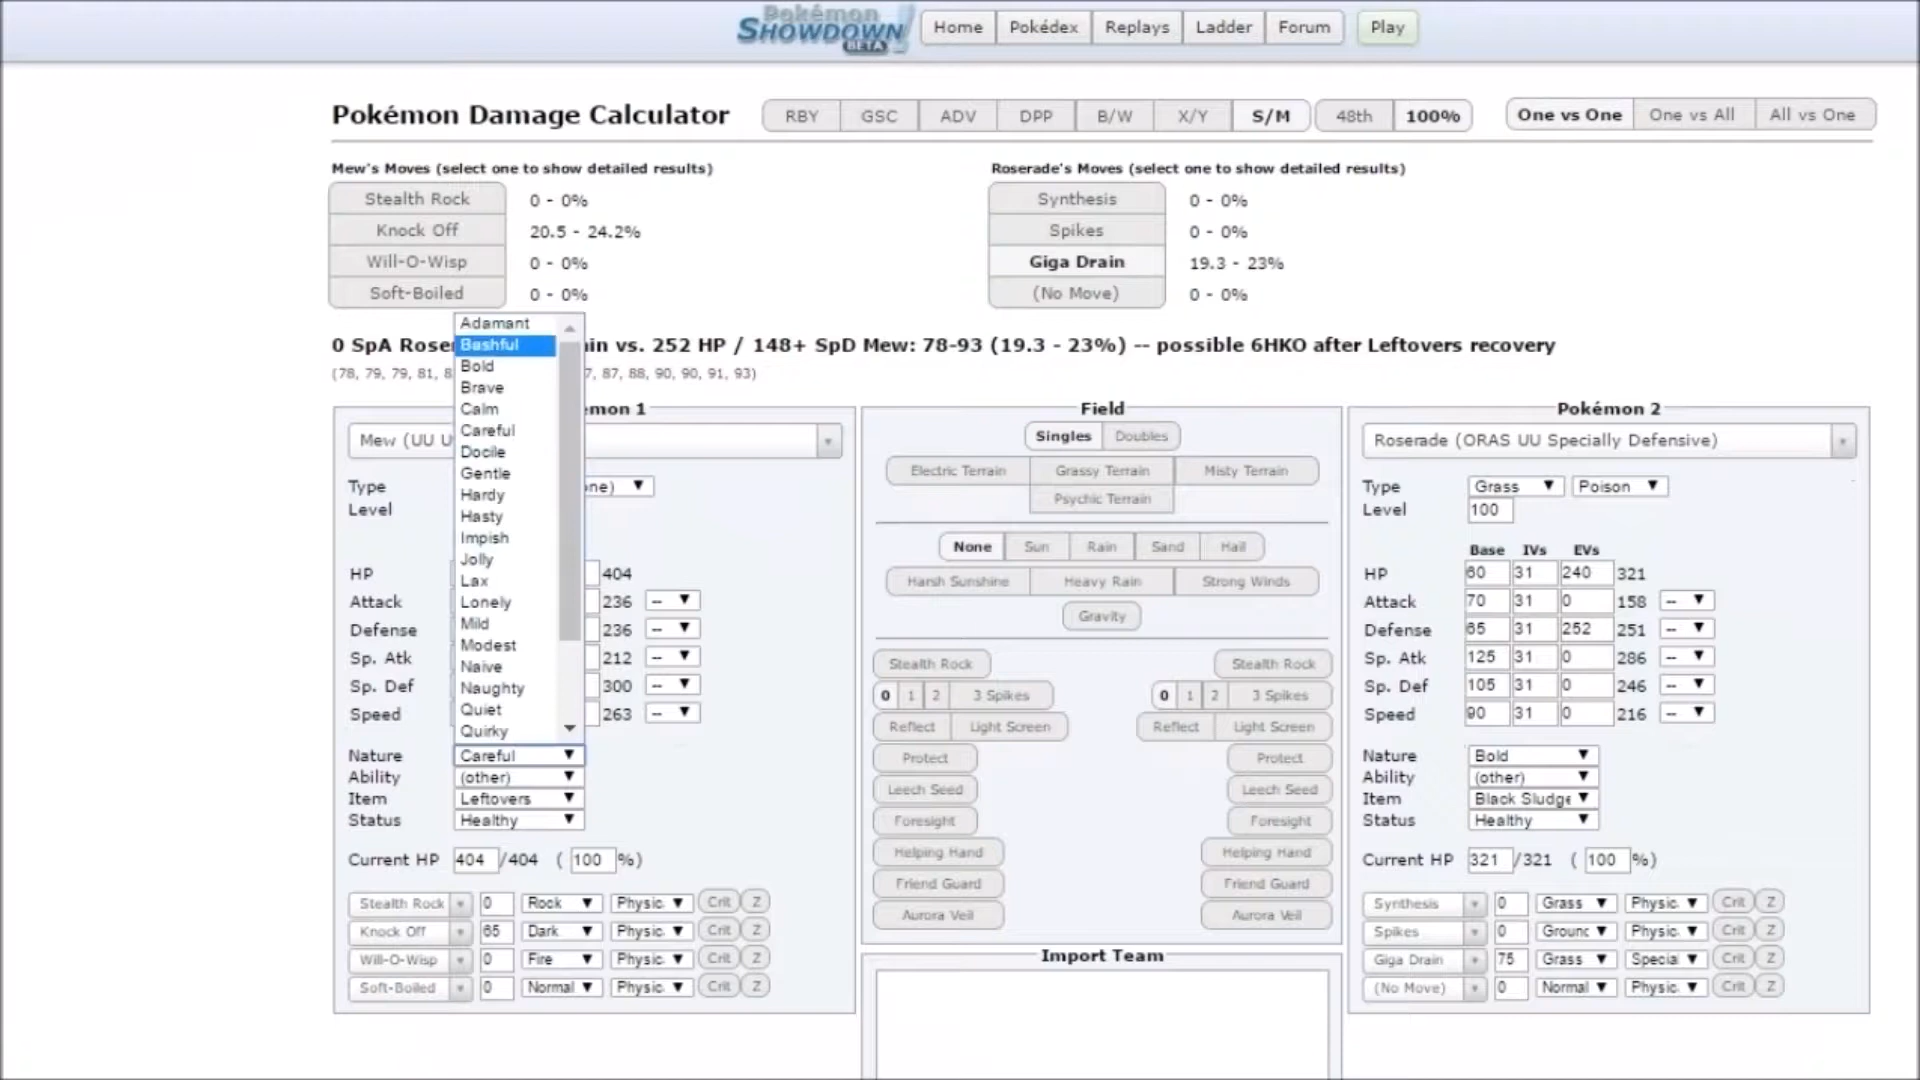 Pokémon SHOWDOWN! BETA Home Pokédex Replays Ladder Forum Play
Pokémon Damage Calculator RBY GSC ADV DPP B/W X/Y S/M 48th 100% One vs One One vs All All vs One
Mew's Moves (select one to show detailed results) Roserade's Moves (select one to show detailed results)
Stealth Rock 0 - 0% Synthesis 0 - 0%
Knock Off 20.5 - 24.2% Spikes 0 - 0%
Will-O-Wisp 0 - 0% Giga Drain 19.3 - 23%
Soft-Boiled 0 - 0% (No Move) 0 - 0%
Adamant
Bashful
Bold
Brave
Calm
Careful
Docile
Gentle
Hardy
Hasty
Impish
Jolly
Lax
Lonely
Mild
Modest
Naive
Naughty
Quiet
Quirky
0 SpA Roser in vs. 252 HP / 148+ SpD Mew: 78-93 (19.3 - 23%) -- possible 6HKO after Leftovers recovery
(78, 79, 79, 81, 8 7, 87, 88, 90, 90, 91, 93)
emon 1
Mew (UU U
Type one)
Level
HP 404
Attack 236 --
Defense 236 --
Sp. Atk 212 --
Sp. Def 300 --
Speed 263 --
Nature Careful
Ability (other)
Item Leftovers
Status Healthy
Current HP 404 /404 ( 100 %)
Stealth Rock 0 Rock Physic Crit Z
Knock Off 65 Dark Physic Crit Z
Will-O-Wisp 0 Fire Physic Crit Z
Soft-Boiled 0 Normal Physic Crit Z
Field
Singles Doubles
Electric Terrain Grassy Terrain Misty Terrain
Psychic Terrain
None Sun Rain Sand Hail
Harsh Sunshine Heavy Rain Strong Winds
Gravity
Stealth Rock Stealth Rock
0 1 2 3 Spikes 0 1 2 3 Spikes
Reflect Light Screen Reflect Light Screen
Protect Protect
Leech Seed Leech Seed
Foresight Foresight
Helping Hand Helping Hand
Friend Guard Friend Guard
Aurora Veil Aurora Veil
Import Team
Pokémon 2
Roserade (ORAS UU Specially Defensive)
Type Grass Poison
Level 100
Base IVs EVs
HP 60 31 240 321
Attack 70 31 0 158 --
Defense 65 31 252 251 --
Sp. Atk 125 31 0 286 --
Sp. Def 105 31 0 246 --
Speed 90 31 0 216 --
Nature Bold
Ability (other)
Item Black Sludge
Status Healthy
Current HP 321 /321 ( 100 %)
Synthesis 0 Grass Physic Crit Z
Spikes 0 Ground Physic Crit Z
Giga Drain 75 Grass Specia Crit Z
(No Move) 0 Normal Physic Crit Z